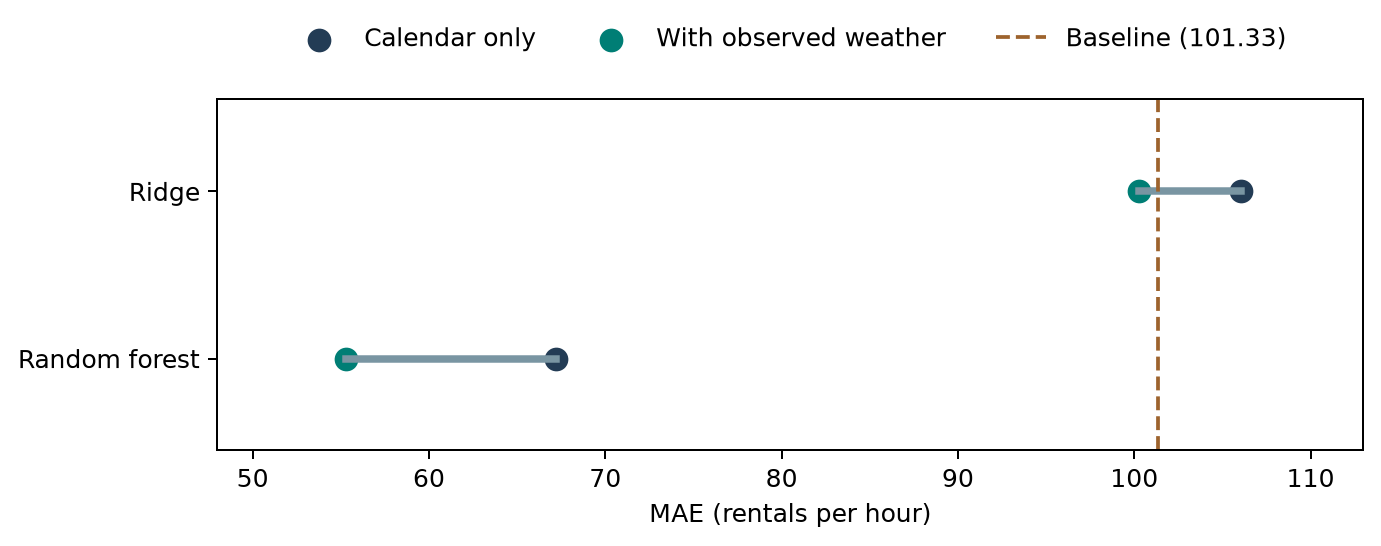 Calendar only With observed weather Baseline (101.33)
Ridge
Random forest
50 60 70 80 90 100 110
MAE (rentals per hour)